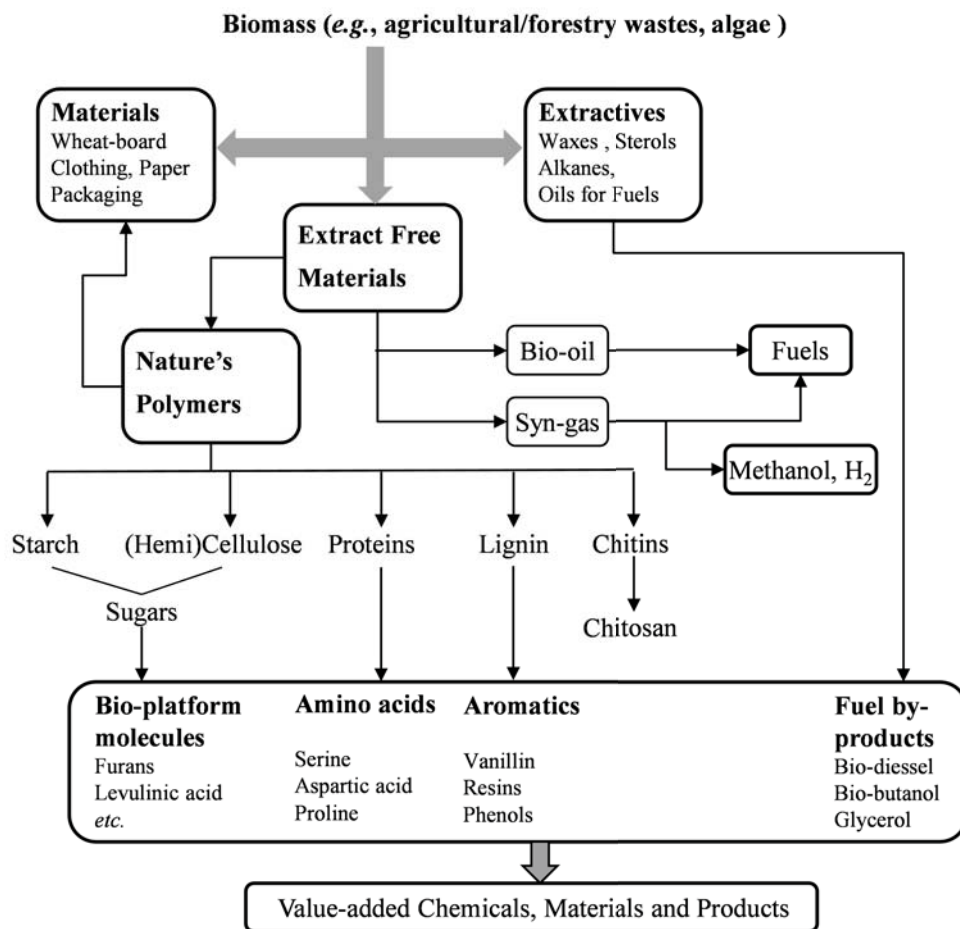 Biomass (e.g., agricultural/forestry wastes, algae )
Materials
Wheat-board
Clothing, Paper
Packaging
Extractives
Waxes , Sterols
Alkanes,
Oils for Fuels
Extract Free
Materials
Nature's
Polymers
Bio-oil
Fuels
Syn-gas
Methanol, H₂
Starch
(Hemi)Cellulose
Proteins
Lignin
Chitins
Sugars
Chitosan
Bio-platform
molecules
Furans
Levulinic acid
etc.
Amino acids
Serine
Aspartic acid
Proline
Aromatics
Vanillin
Resins
Phenols
Fuel by-
products
Bio-diessel
Bio-butanol
Glycerol
Value-added Chemicals, Materials and Products